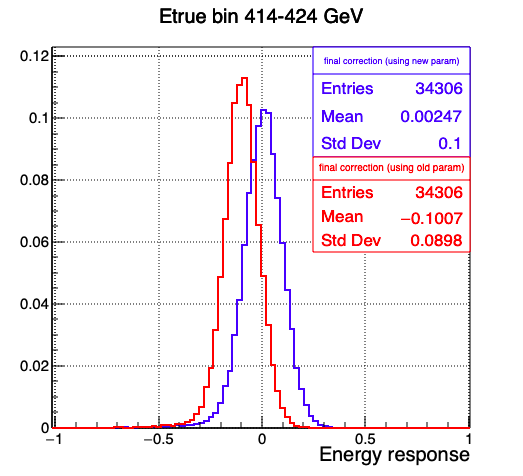 Etrue bin 414-424 GeV
0.12
0.1
0.08
0.06
0.04
0.02
0
final correction (using new param)
Entries 34306
Mean 0.00247
Std Dev 0.1
final correction (using old param)
Entries 34306
Mean −0.1007
Std Dev 0.0898
−1 −0.5 0 0.5 1
Energy response